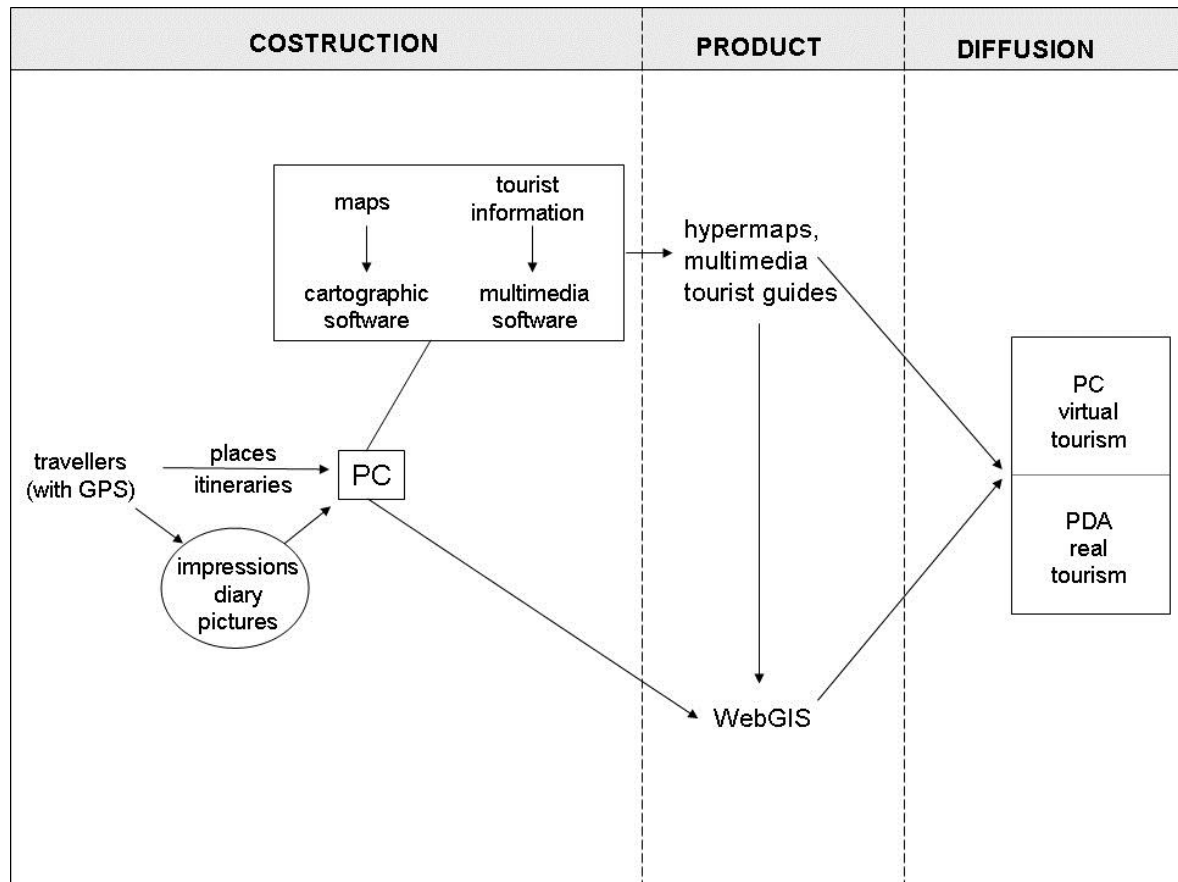 COSTRUCTION
PRODUCT
DIFFUSION
maps
cartographic
software
tourist
information
multimedia
software
hypermaps,
multimedia
tourist guides
travellers
(with GPS)
places
itineraries
PC
impressions
diary
pictures
WebGIS
PC
virtual
tourism
PDA
real
tourism